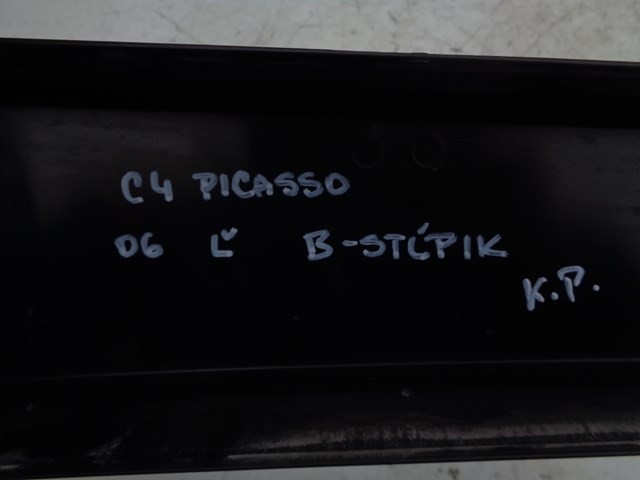 C4 PICASSO
06 Ľ B-STĹPIK
K.P.